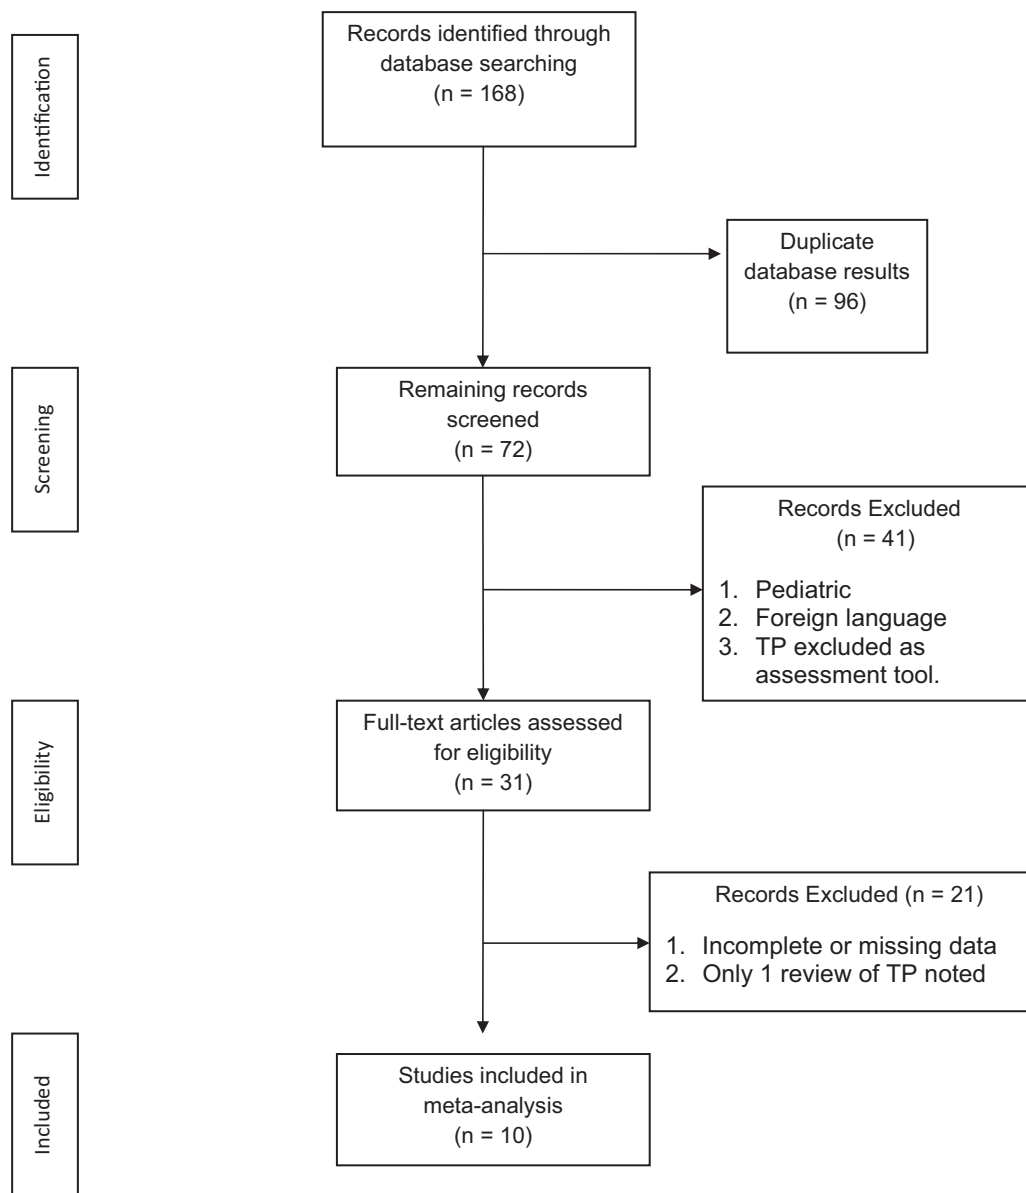 Identification
Records identified through
database searching
(n = 168)
Duplicate
database results
(n = 96)
Screening
Remaining records
screened
(n = 72)
Records Excluded
(n = 41)
1. Pediatric
2. Foreign language
3. TP excluded as
assessment tool.
Eligibility
Full-text articles assessed
for eligibility
(n = 31)
Records Excluded (n = 21)
1. Incomplete or missing data
2. Only 1 review of TP noted
Included
Studies included in
meta-analysis
(n = 10)